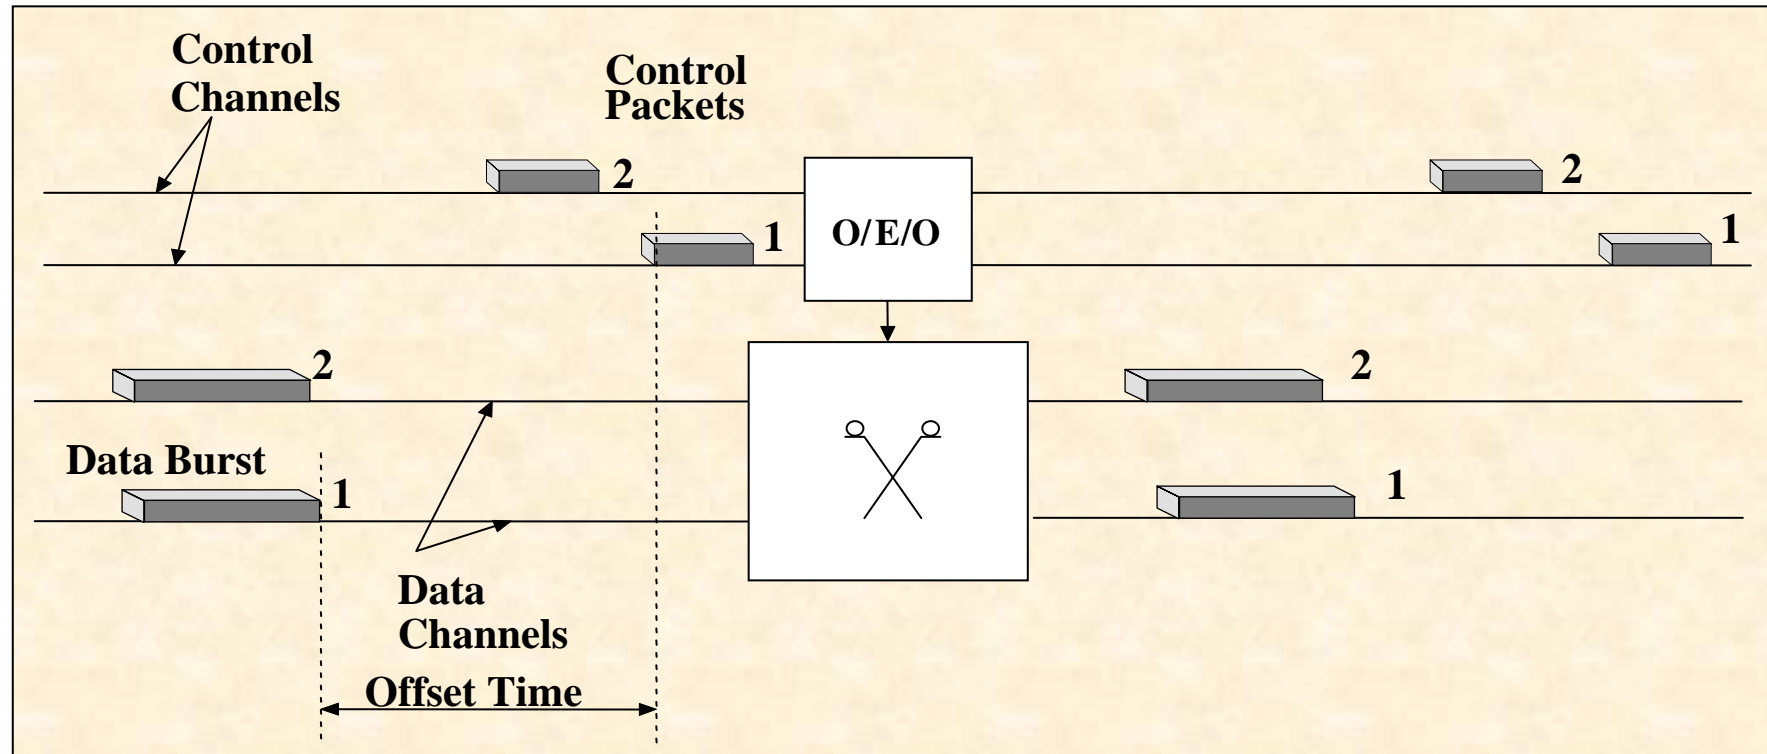 Control
Channels
Control
Packets
2
2
1
O/E/O
1
2
2
Data Burst
1
1
Data
Channels
Offset Time